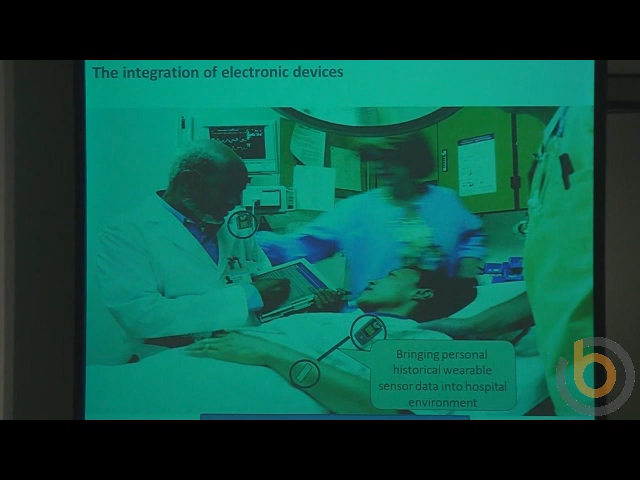 The integration of electronic devices
Bringing personal
historical wearable
sensor data into hospital
environment